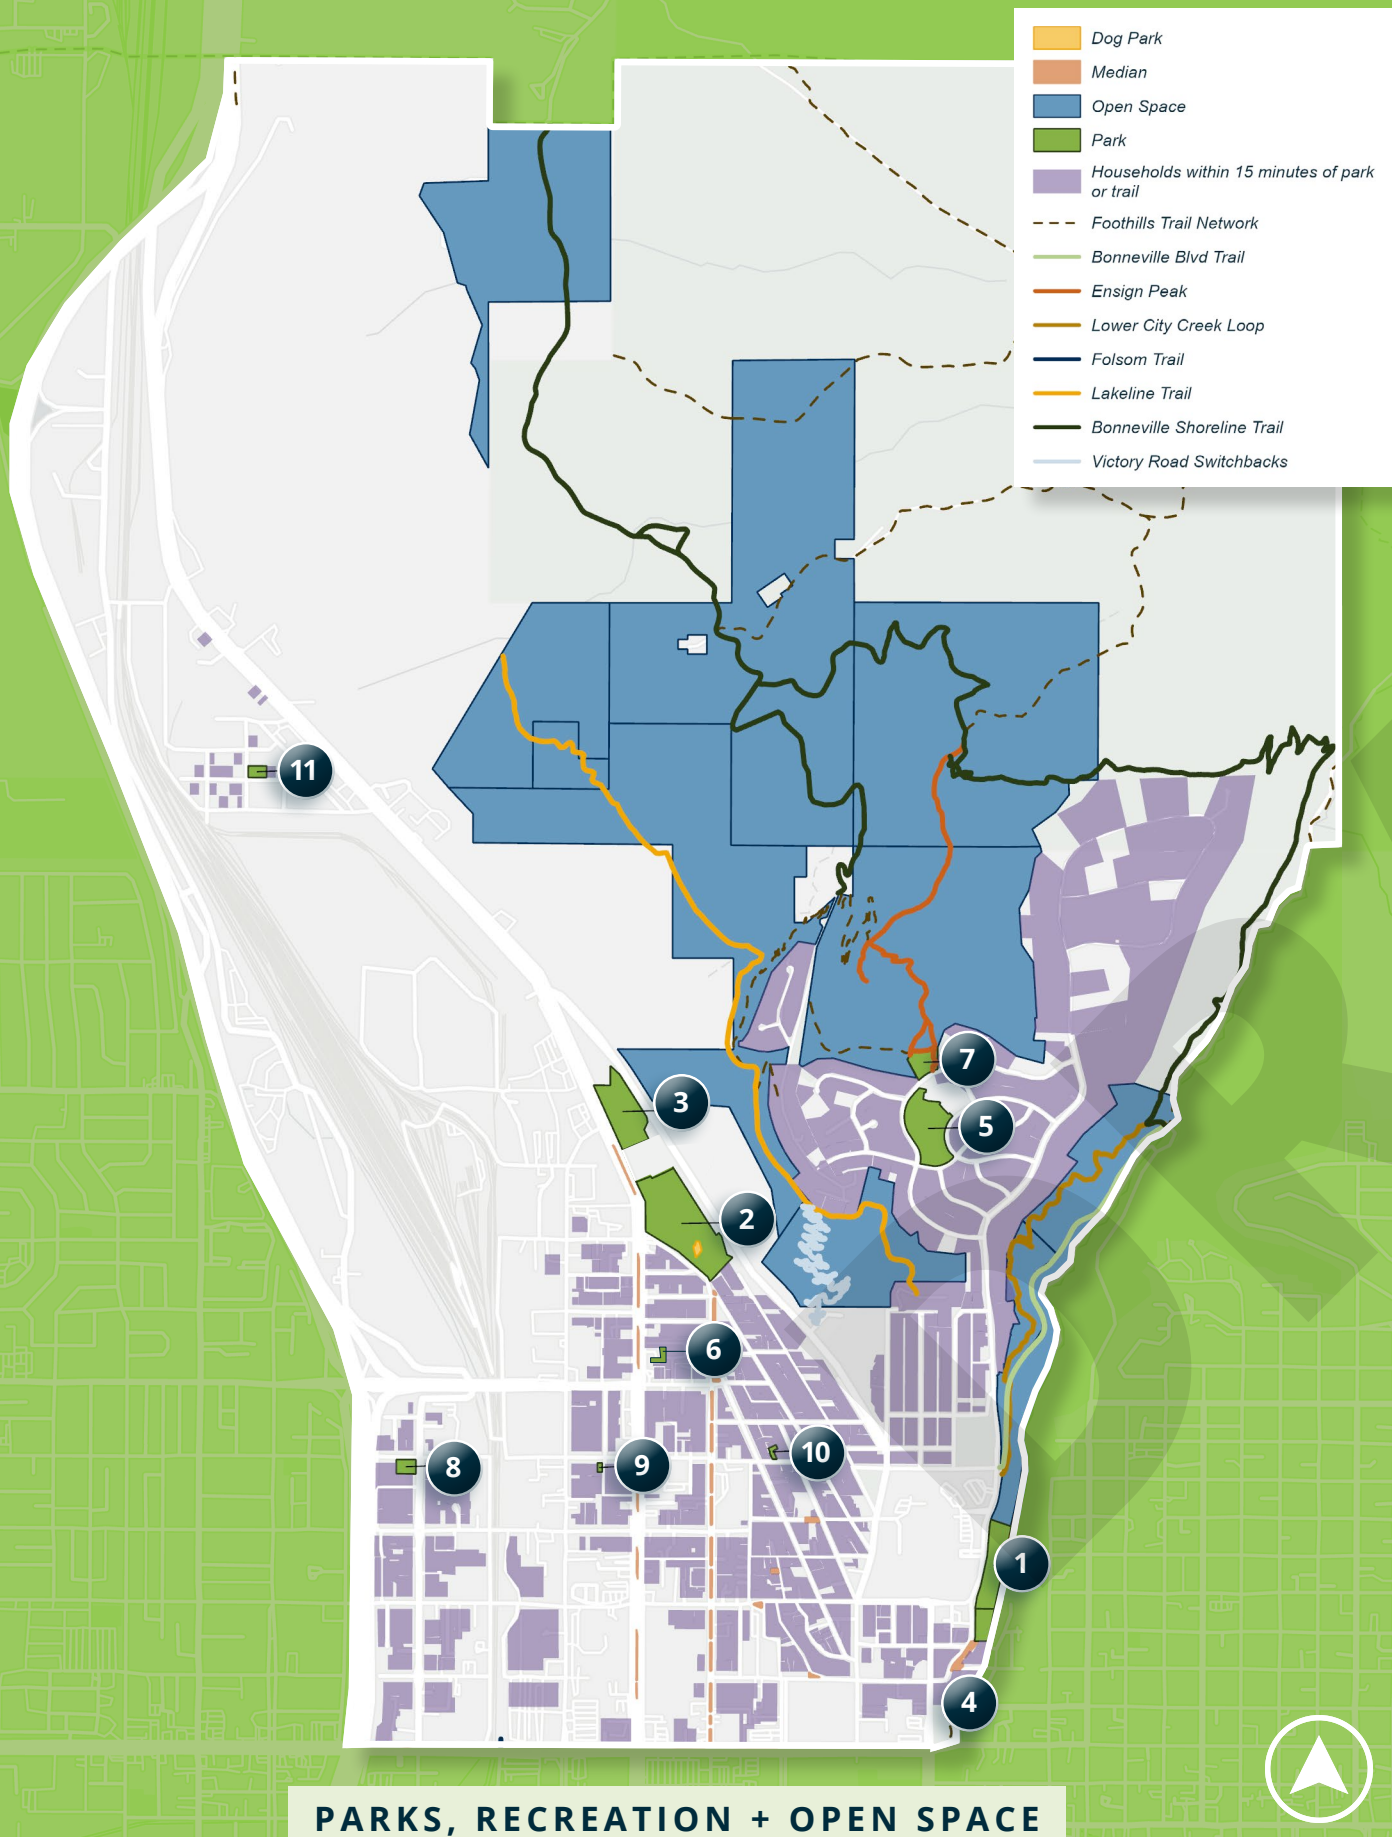 Dog Park
Median
Open Space
Park
Households within 15 minutes of park
or trail
Foothills Trail Network
Bonneville Blvd Trail
Ensign Peak
Lower City Creek Loop
Folsom Trail
Lakeline Trail
Bonneville Shoreline Trail
Victory Road Switchbacks
11
7
3
5
2
6
10
9
8
1
4
PARKS, RECREATION + OPEN SPACE